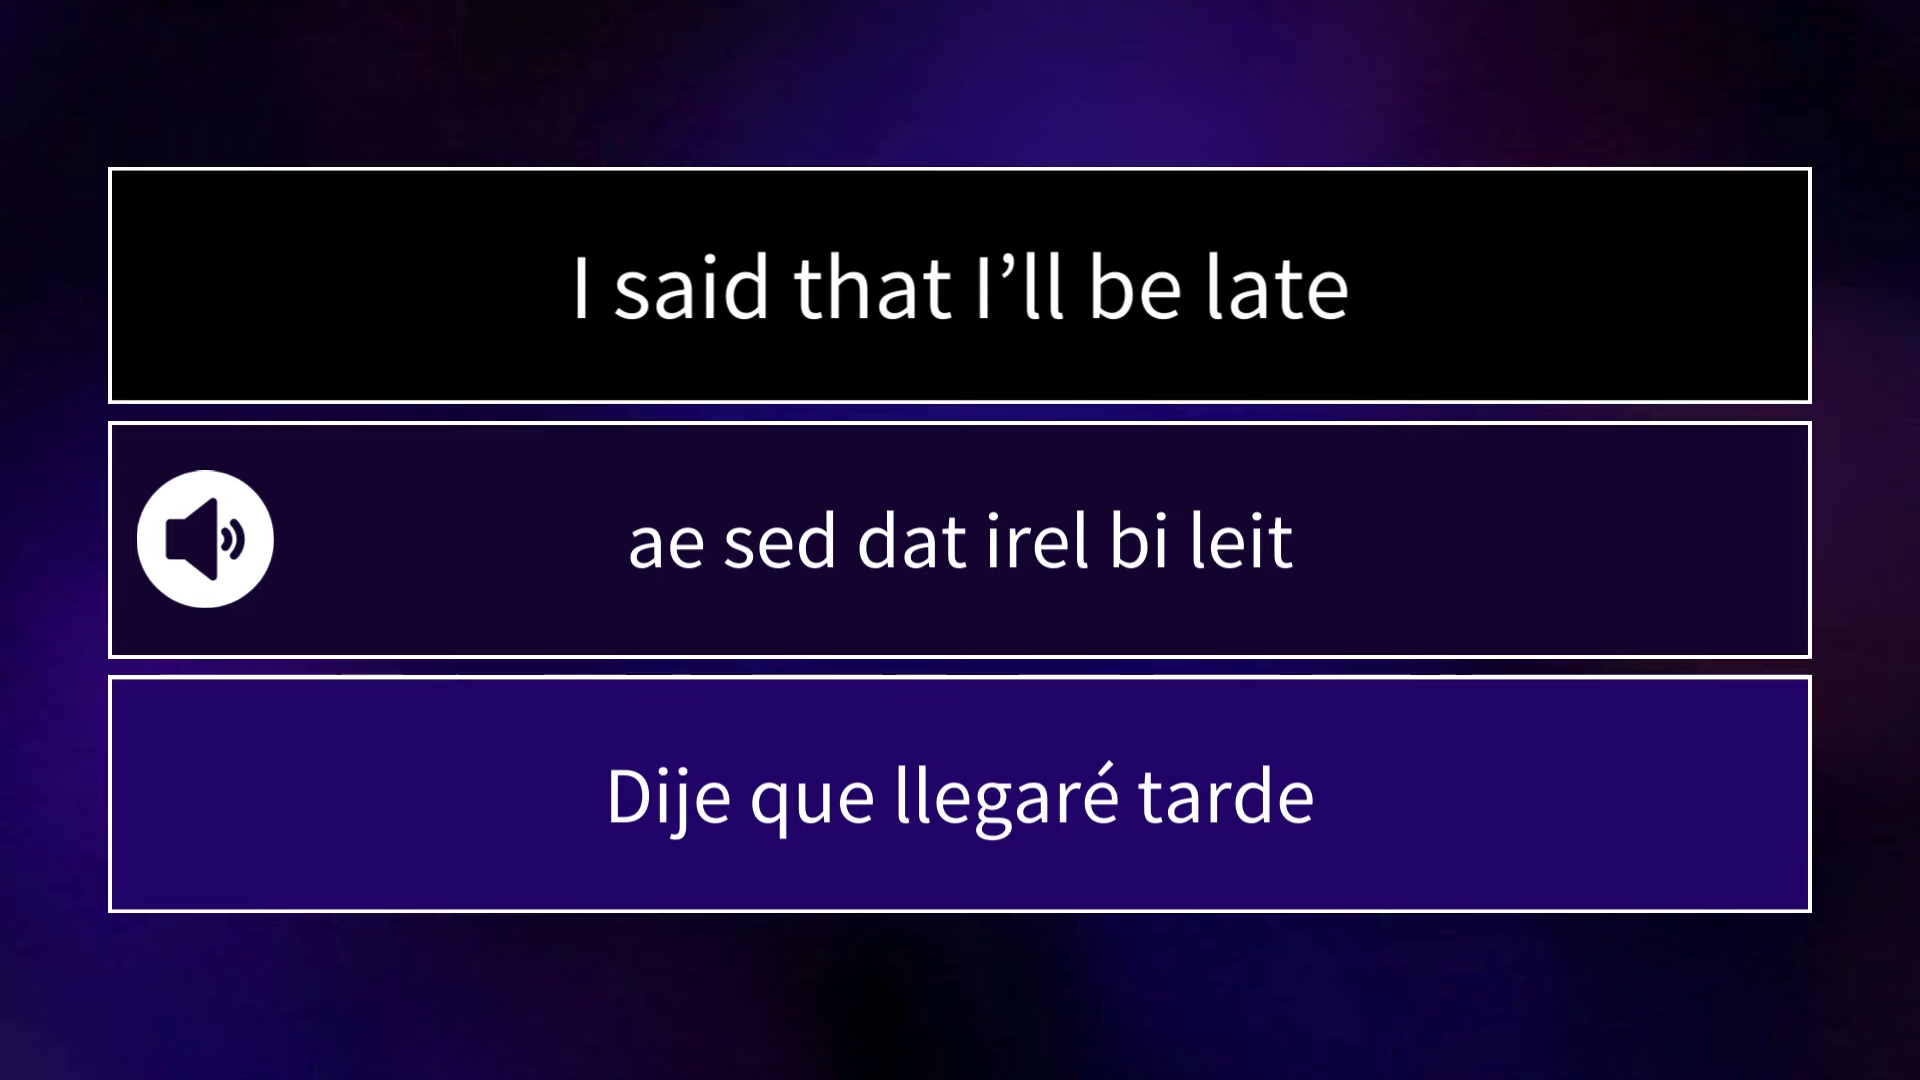 I said that I’ll be late
ae sed dat irel bi leit
Dije que llegaré tarde